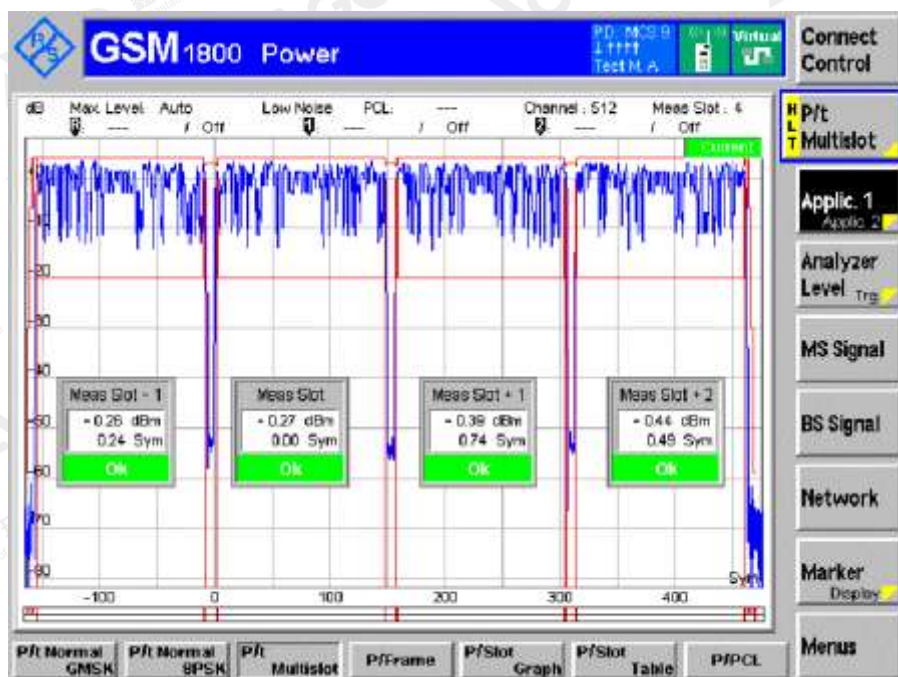 R/S
GSM 1800 Power
PD: MCS 9
Test M. A
Virtual
Connect
Control
dB Max. Level: Auto Low Noise PCL: --- Channel : 512 Meas Slot : 4
--- / Off 1 --- / Off 2 --- / Off
Current
H
L
T
P/t
Multislot
Applic. 1
Applic. 2
Analyzer
Level Trg.
MS Signal
BS Signal
Network
Marker
Display
Menus
-20
-30
-40
-50
-60
-70
-80
Meas Slot - 1
- 0.26 dBm
0.24 Sym
Ok
Meas Slot
- 0.27 dBm
0.00 Sym
Ok
Meas Slot + 1
- 0.39 dBm
0.74 Sym
Ok
Meas Slot + 2
- 0.44 dBm
0.49 Sym
Ok
Sym
-100 0 100 200 300 400
P/t Normal
GMSK
P/t Normal
8PSK
P/t
Multislot
P/Frame
P/Slot
Graph
P/Slot
Table
P/PCL